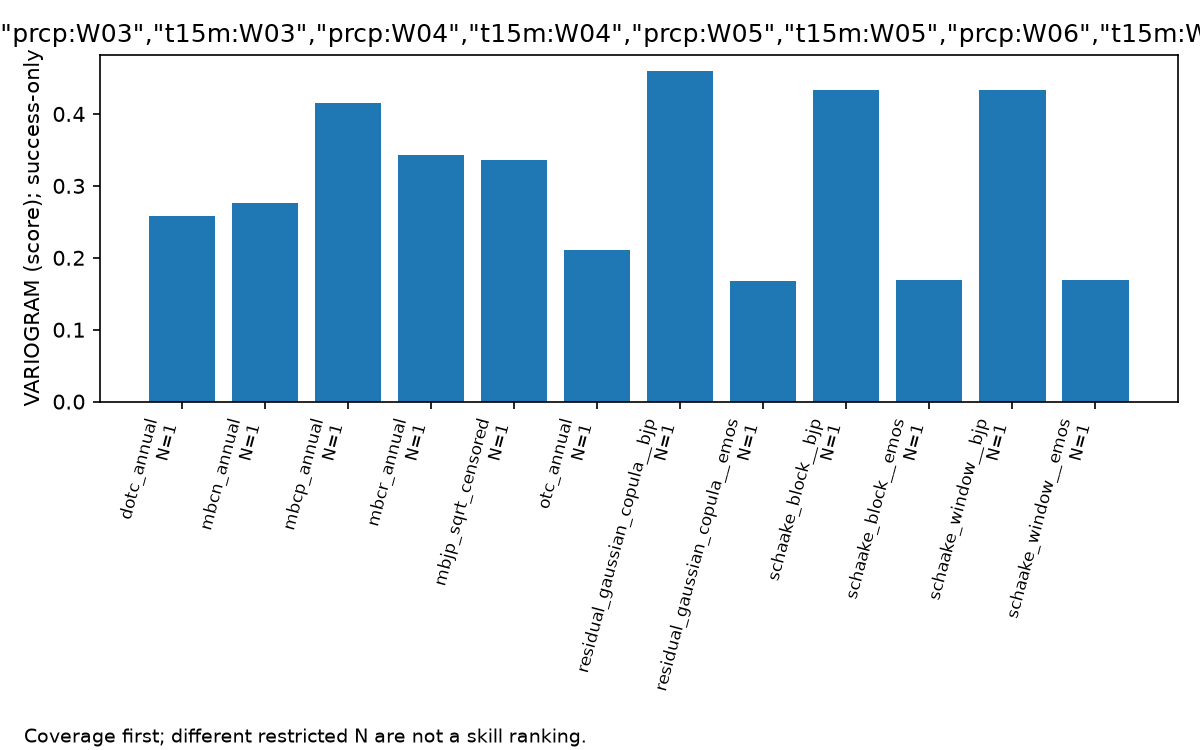 "prcp:W03","t15m:W03","prcp:W04","t15m:W04","prcp:W05","t15m:W05","prcp:W06","t15m:W
VARIOGRAM (score); success-only
0.4
0.3
0.2
0.1
0.0
dotc_annual
N=1
mbcn_annual
N=1
mbcp_annual
N=1
mbcr_annual
N=1
mbjp_sqrt_censored
N=1
otc_annual
N=1
residual_gaussian_copula__bjp
N=1
residual_gaussian_copula__emos
N=1
schaake_block__bjp
N=1
schaake_block__emos
N=1
schaake_window__bjp
N=1
schaake_window__emos
N=1
Coverage first; different restricted N are not a skill ranking.